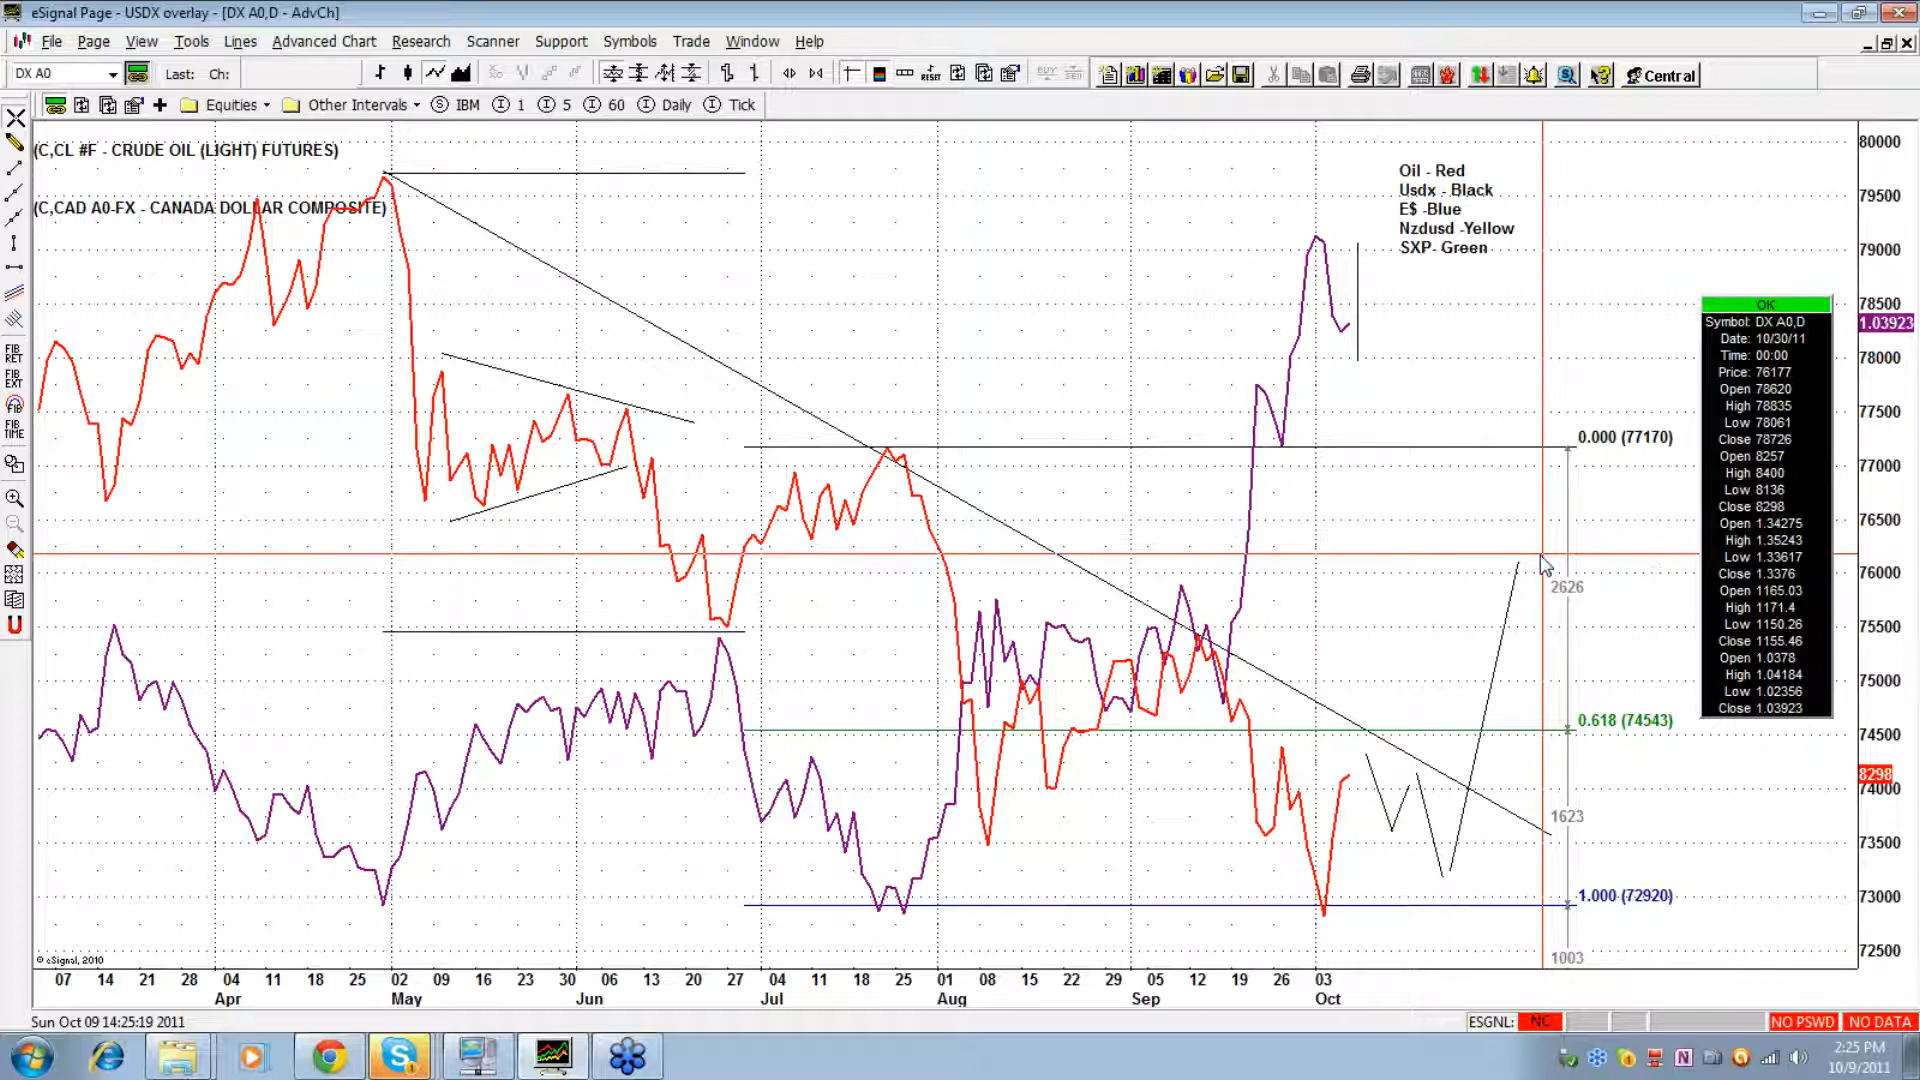 eSignal Page - USDX overlay - [DX A0,D - AdvCh]
File Page View Tools Lines Advanced Chart Research Scanner Support Symbols Trade Window Help
DX A0 Last: Ch: RESET BUY SELL Central
Equities Other Intervals IBM 1 5 60 Daily Tick
(C,CL #F - CRUDE OIL (LIGHT) FUTURES)
(C,CAD A0-FX - CANADA DOLLAR COMPOSITE)
Oil - Red
Usdx - Black
E$ -Blue
Nzdusd -Yellow
SXP- Green
FIB RET
FIB EXT
FIB
FIB TIME
80000
79500
79000
78500
1.03923
78000
77500
77000
76500
76000
75500
75000
74500
8298
74000
73500
73000
72500
OK
Symbol: DX A0,D
Date: 10/30/11
Time: 00:00
Price: 76177
Open 78620
High 78835
Low 78061
Close 78726
Open 8257
High 8400
Low 8136
Close 8298
Open 1.34275
High 1.35243
Low 1.33617
Close 1.3376
Open 1165.03
High 1171.4
Low 1150.26
Close 1155.46
Open 1.0378
High 1.04184
Low 1.02356
Close 1.03923
0.000 (77170)
2626
0.618 (74543)
1623
1.000 (72920)
1003
© eSignal, 2010
07 14 21 28 04 11 18 25 02 09 16 23 30 06 13 20 27 05 11 18 25 01 08 15 22 29 05 12 19 26 03
Apr May Jun Jul Aug Sep Oct
Sun Oct 09 14:25:19 2011
ESGNL: NC NO PSWD NO DATA
2:25 PM
10/9/2011